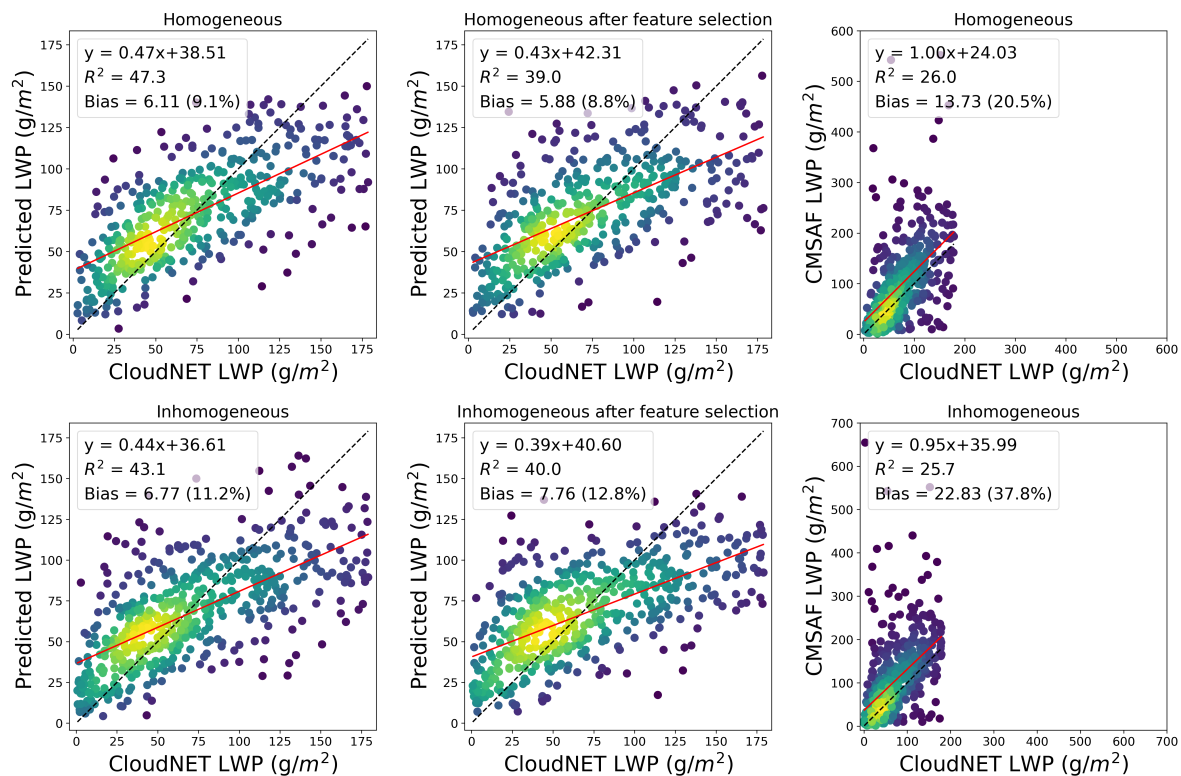 Homogeneous
y = 0.47x+38.51
R² = 47.3
Bias = 6.11 (9.1%)
Predicted LWP (g/m²)
175
150
125
100
75
50
25
0
0 25 50 75 100 125 150 175
CloudNET LWP (g/m²)
Homogeneous after feature selection
y = 0.43x+42.31
R² = 39.0
Bias = 5.88 (8.8%)
Predicted LWP (g/m²)
175
150
125
100
75
50
25
0
0 25 50 75 100 125 150 175
CloudNET LWP (g/m²)
Homogeneous
y = 1.00x+24.03
R² = 26.0
Bias = 13.73 (20.5%)
CMSAF LWP (g/m²)
600
500
400
300
200
100
0
0 100 200 300 400 500 600
CloudNET LWP (g/m²)
Inhomogeneous
y = 0.44x+36.61
R² = 43.1
Bias = 6.77 (11.2%)
Predicted LWP (g/m²)
175
150
125
100
75
50
25
0
0 25 50 75 100 125 150 175
CloudNET LWP (g/m²)
Inhomogeneous after feature selection
y = 0.39x+40.60
R² = 40.0
Bias = 7.76 (12.8%)
Predicted LWP (g/m²)
175
150
125
100
75
50
25
0
0 25 50 75 100 125 150 175
CloudNET LWP (g/m²)
Inhomogeneous
y = 0.95x+35.99
R² = 25.7
Bias = 22.83 (37.8%)
CMSAF LWP (g/m²)
700
600
500
400
300
200
100
0
0 100 200 300 400 500 600 700
CloudNET LWP (g/m²)